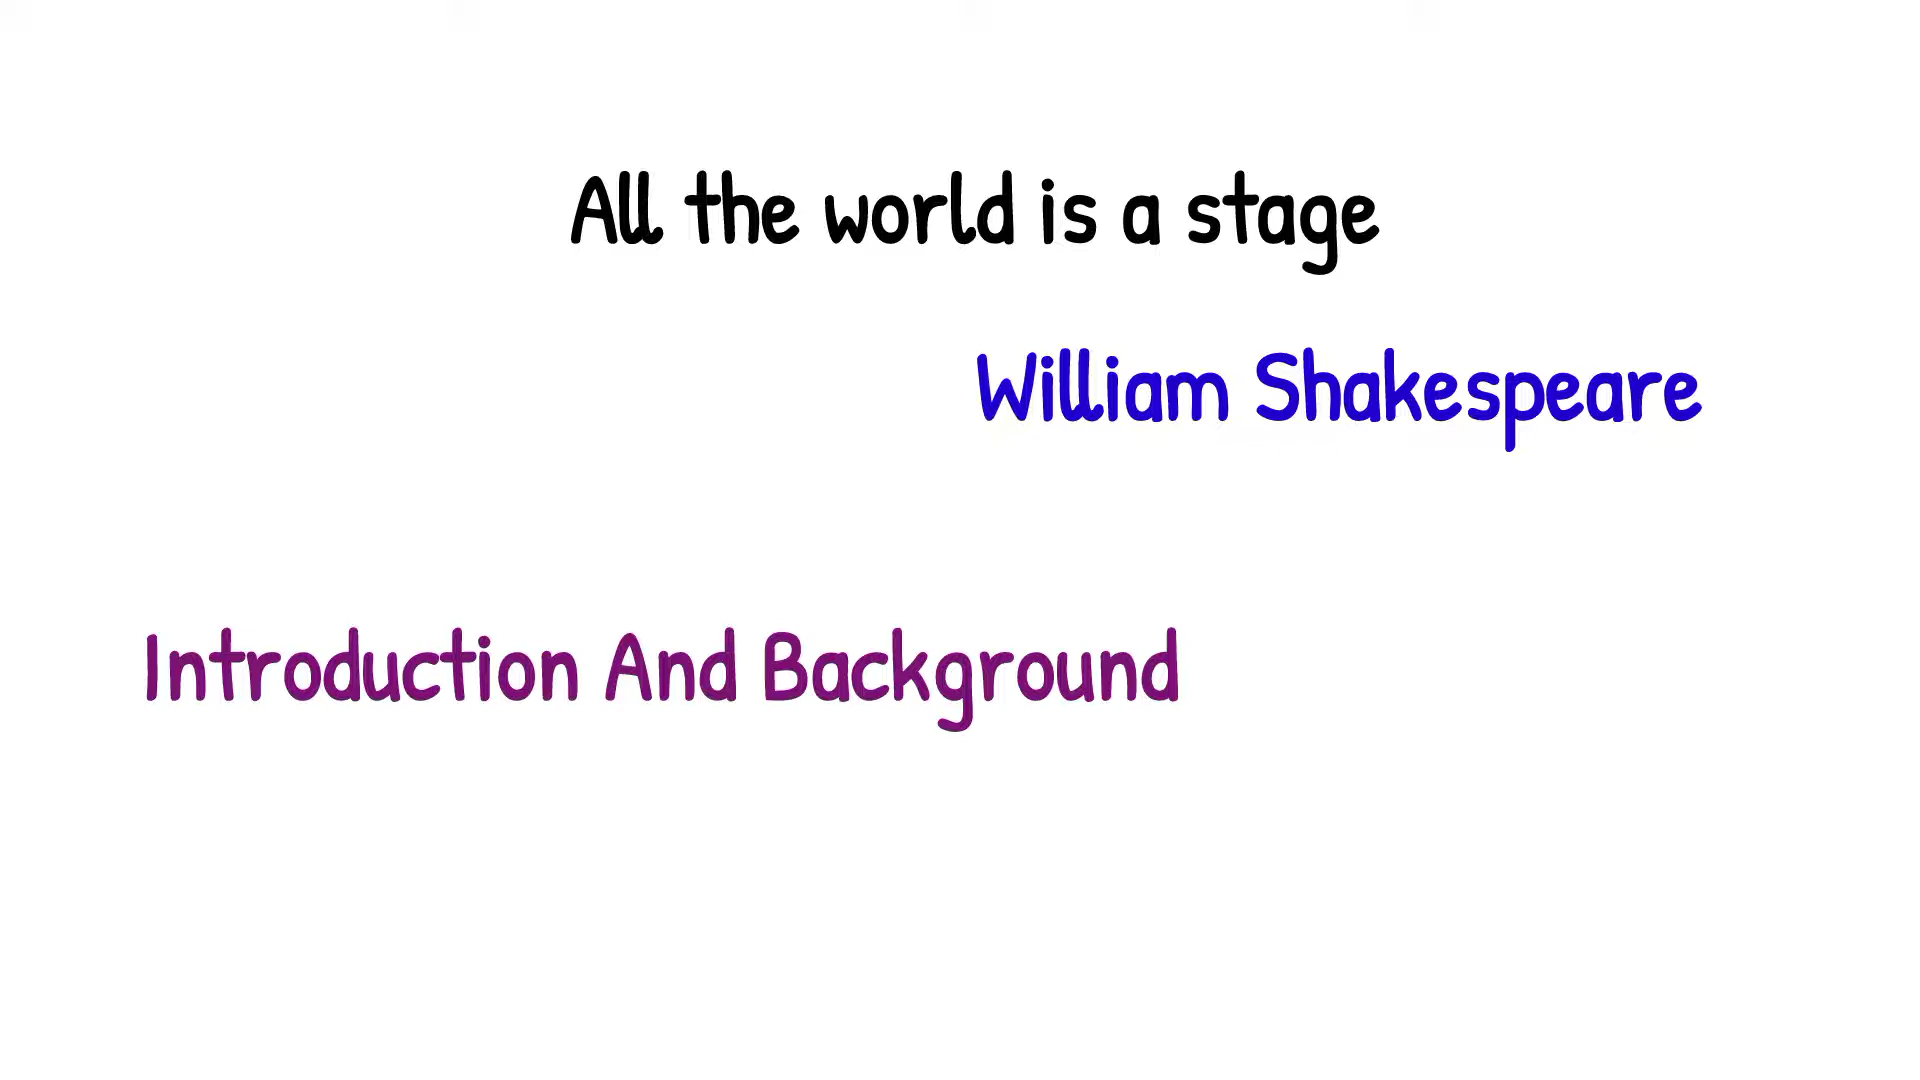 All the world is a stage
William Shakespeare
Introduction And Background